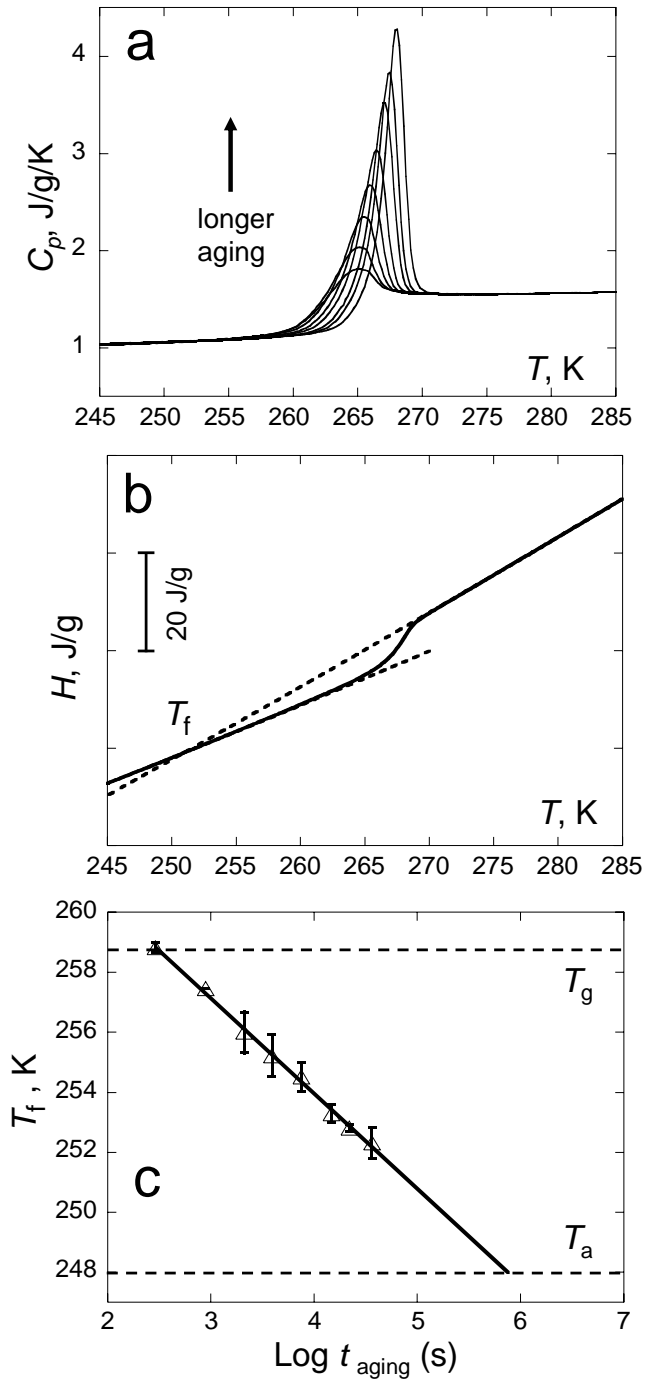 a
4
3
2
1
C_p, J/g/K
longer
aging
T, K
245 250 255 260 265 270 275 280 285
b
20 J/g
H, J/g
T_f
T, K
245 250 255 260 265 270 275 280 285
260
258
256
254
252
250
248
T_f , K
T_g
c
T_a
2 3 4 5 6 7
Log t_aging (s)